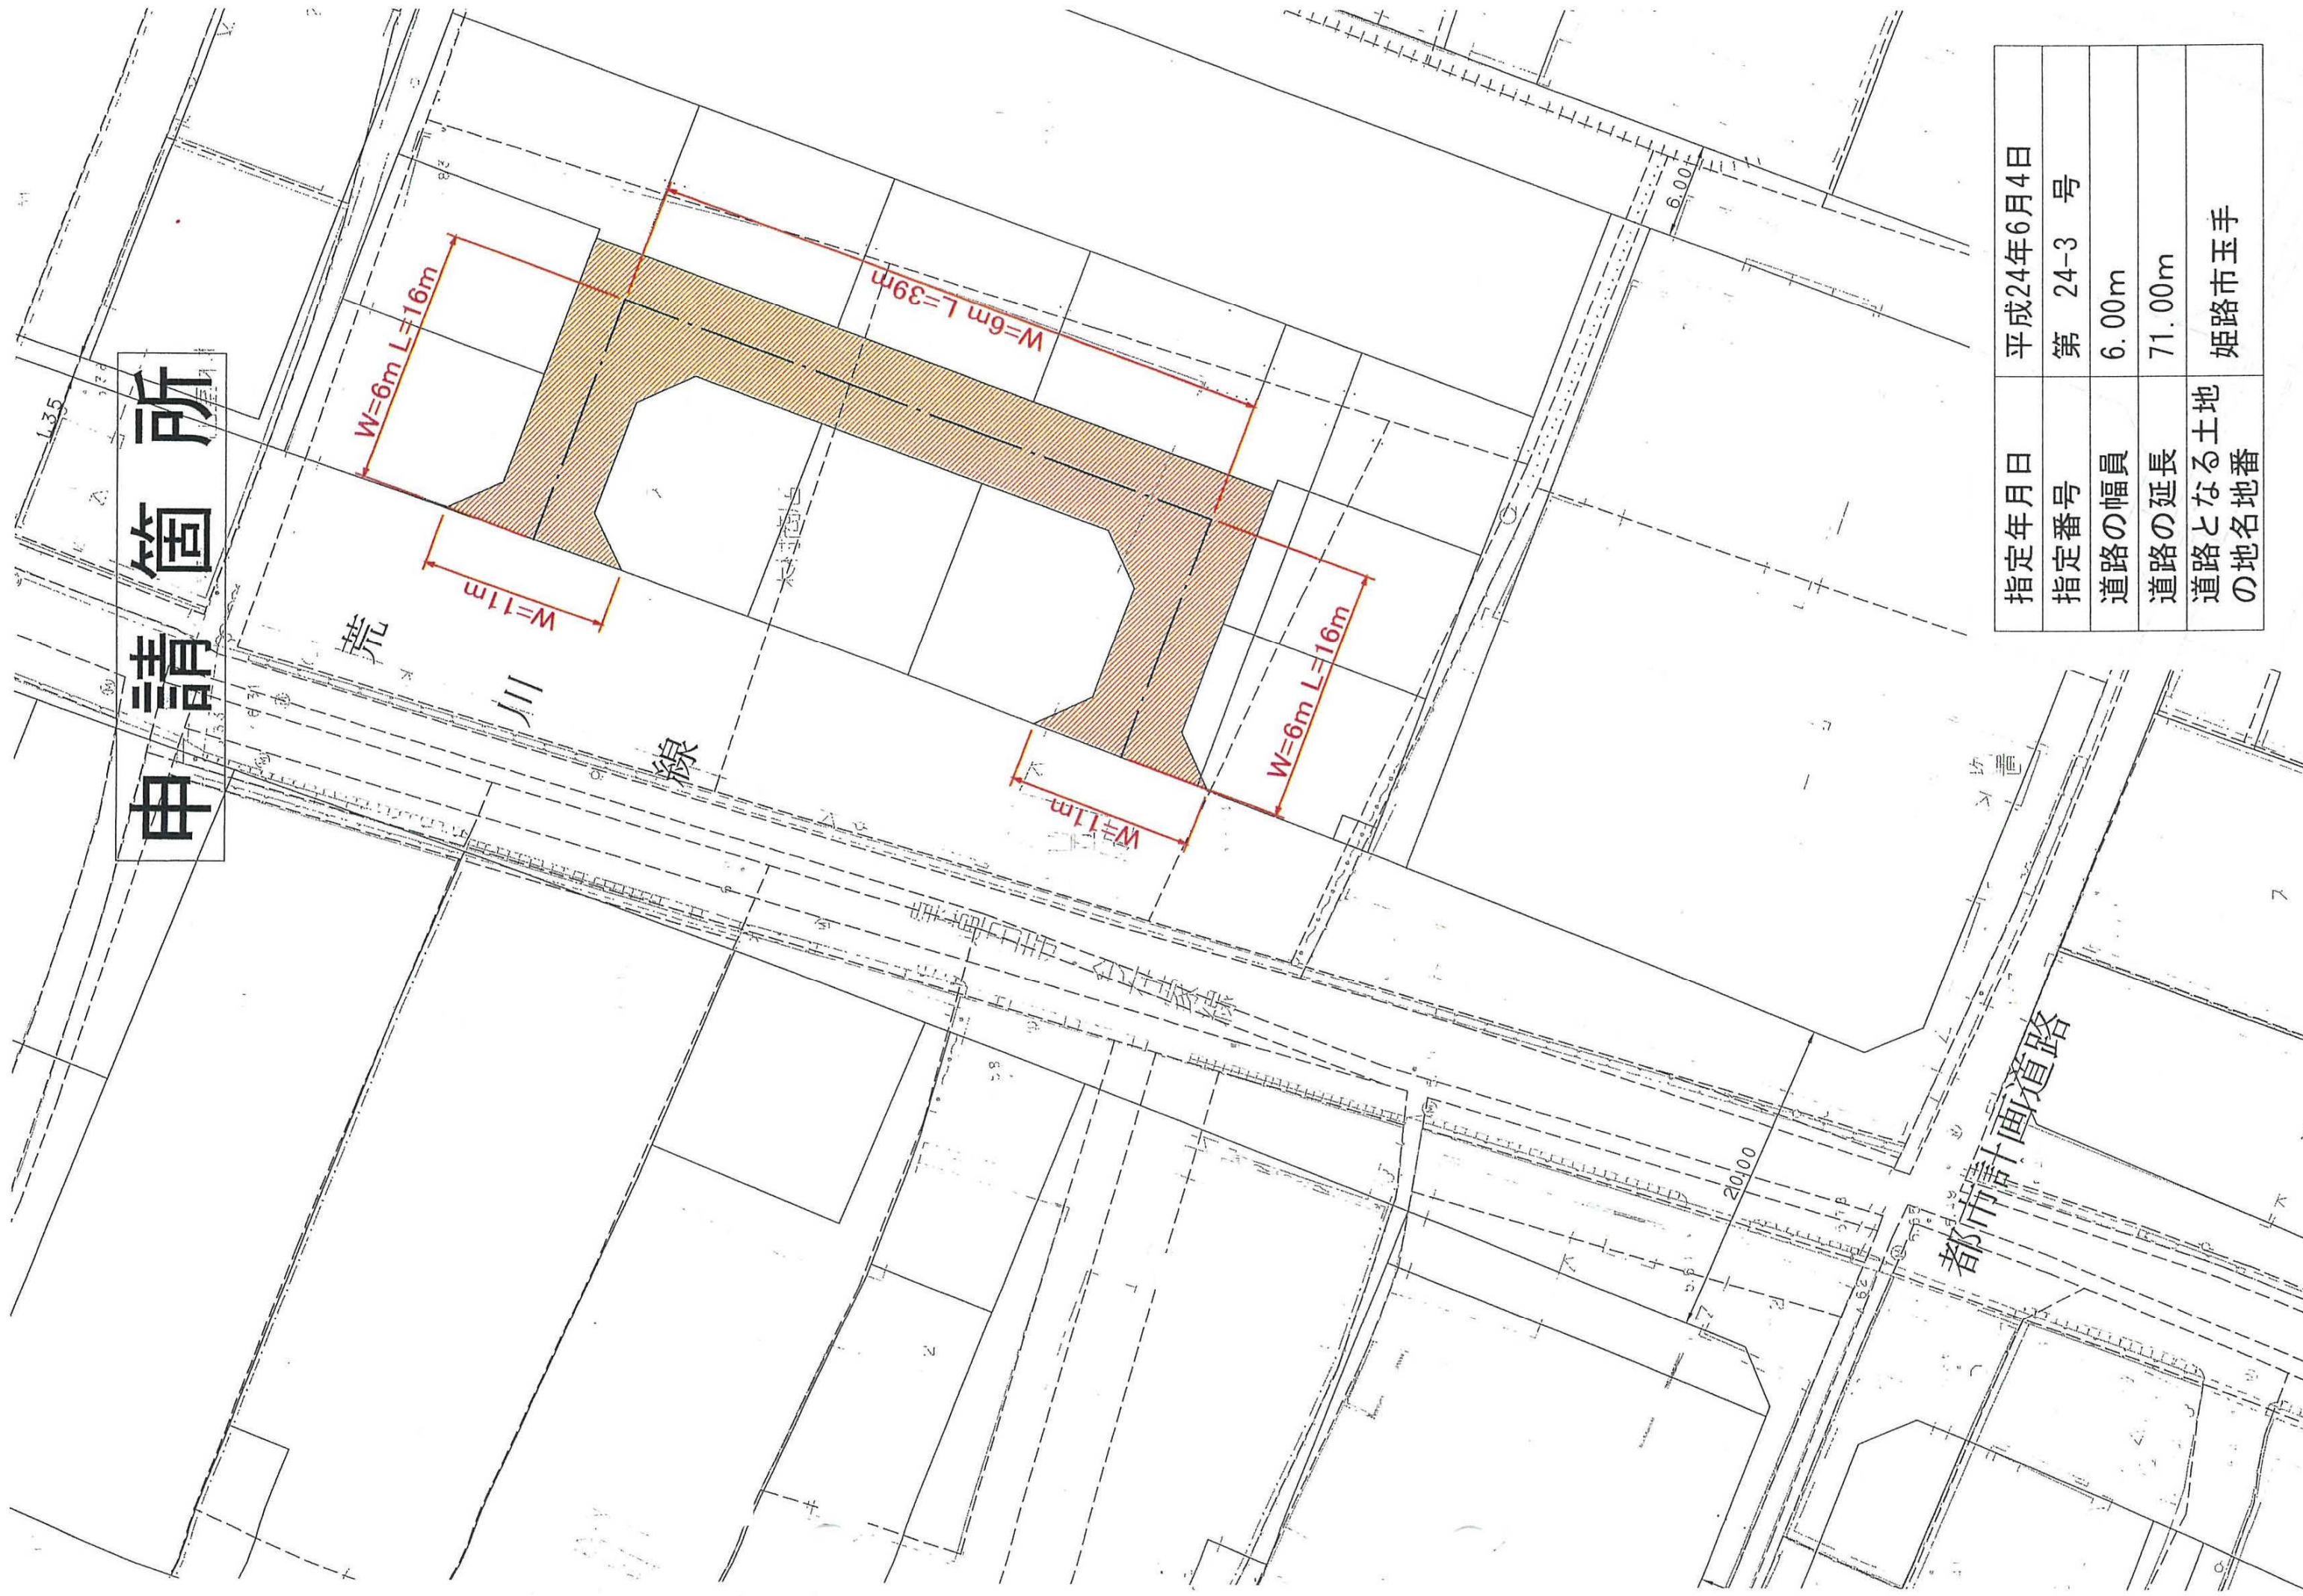 申請箇所
W=6m L=16m
W=6m L=39m
W=11m
W=6m L=16m
W=11m
荒川線
都市計画道路
20.00
6.00
1.35
指定年月日 平成24年6月4日
指定番号 第 24-3 号
道路の幅員 6.00m
道路の延長 71.00m
道路となる土地 姫路市玉手
の地名地番